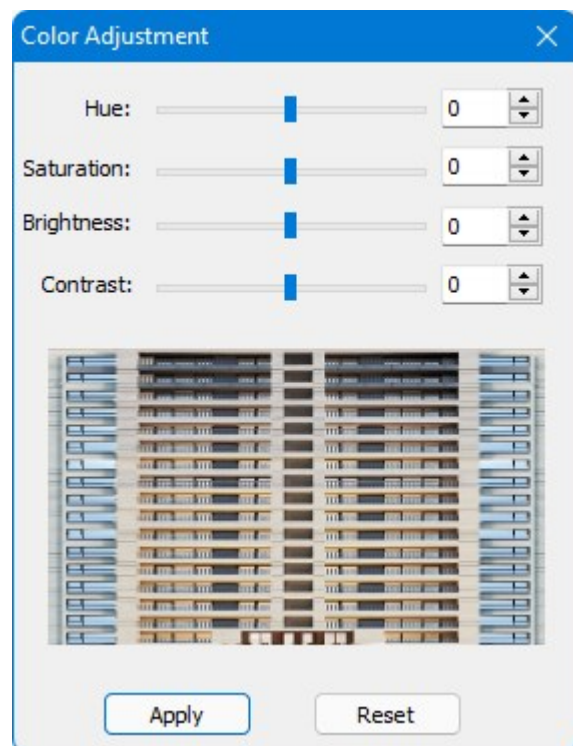 Color Adjustment
Hue: 0
Saturation: 0
Brightness: 0
Contrast: 0
Apply Reset